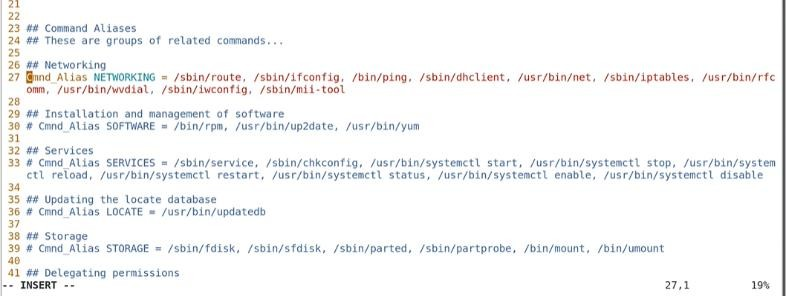 21
22
23 ## Command Aliases
24 ## These are groups of related commands...
25
26 ## Networking
27 Cmnd_Alias NETWORKING = /sbin/route, /sbin/ifconfig, /bin/ping, /sbin/dhclient, /usr/bin/net, /sbin/iptables, /usr/bin/rfc
omm, /usr/bin/wvdial, /sbin/iwconfig, /sbin/mii-tool
28
29 ## Installation and management of software
30 # Cmnd_Alias SOFTWARE = /bin/rpm, /usr/bin/up2date, /usr/bin/yum
31
32 ## Services
33 # Cmnd_Alias SERVICES = /sbin/service, /sbin/chkconfig, /usr/bin/systemctl start, /usr/bin/systemctl stop, /usr/bin/system
ctl reload, /usr/bin/systemctl restart, /usr/bin/systemctl status, /usr/bin/systemctl enable, /usr/bin/systemctl disable
34
35 ## Updating the locate database
36 # Cmnd_Alias LOCATE = /usr/bin/updatedb
37
38 ## Storage
39 # Cmnd_Alias STORAGE = /sbin/fdisk, /sbin/sfdisk, /sbin/parted, /sbin/partprobe, /bin/mount, /bin/umount
40
41 ## Delegating permissions
-- INSERT -- 27,1 19%